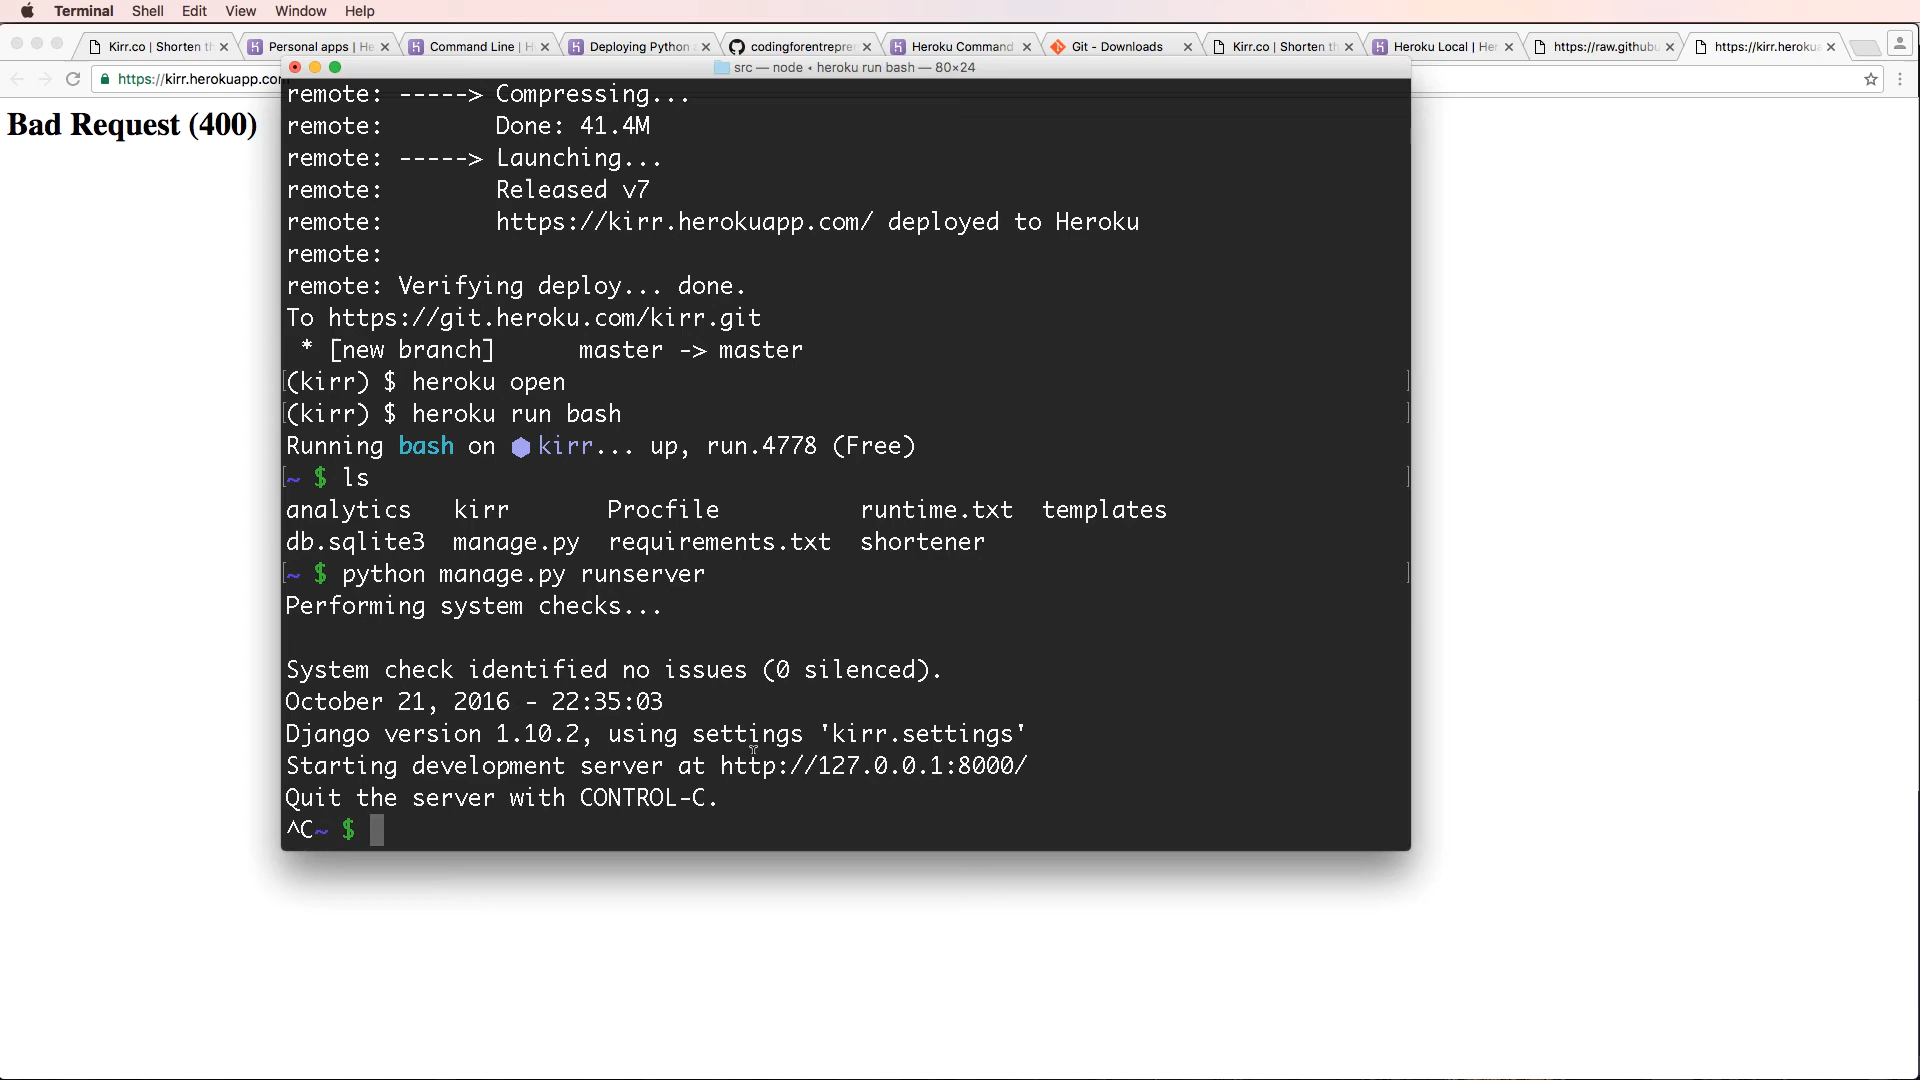 Terminal Shell Edit View Window Help
Kirr.co | Shorten th Personal apps | He Command Line | H Deploying Python codingforentrepre Heroku Command Git - Downloads Kirr.co | Shorten th Heroku Local | Her https://raw.githubu https://kirr.herokua
https://kirr.herokuapp.co
src — node ◂ heroku run bash — 80×24
Bad Request (400)
remote: -----> Compressing...
remote:        Done: 41.4M
remote: -----> Launching...
remote:        Released v7
remote:        https://kirr.herokuapp.com/ deployed to Heroku
remote:
remote: Verifying deploy... done.
To https://git.heroku.com/kirr.git
 * [new branch]      master -> master
(kirr) $ heroku open
(kirr) $ heroku run bash
Running bash on ⬢ kirr... up, run.4778 (Free)
~ $ ls
analytics   kirr       Procfile          runtime.txt  templates
db.sqlite3  manage.py  requirements.txt  shortener
~ $ python manage.py runserver
Performing system checks...
System check identified no issues (0 silenced).
October 21, 2016 - 22:35:03
Django version 1.10.2, using settings 'kirr.settings'
Starting development server at http://127.0.0.1:8000/
Quit the server with CONTROL-C.
^C~ $